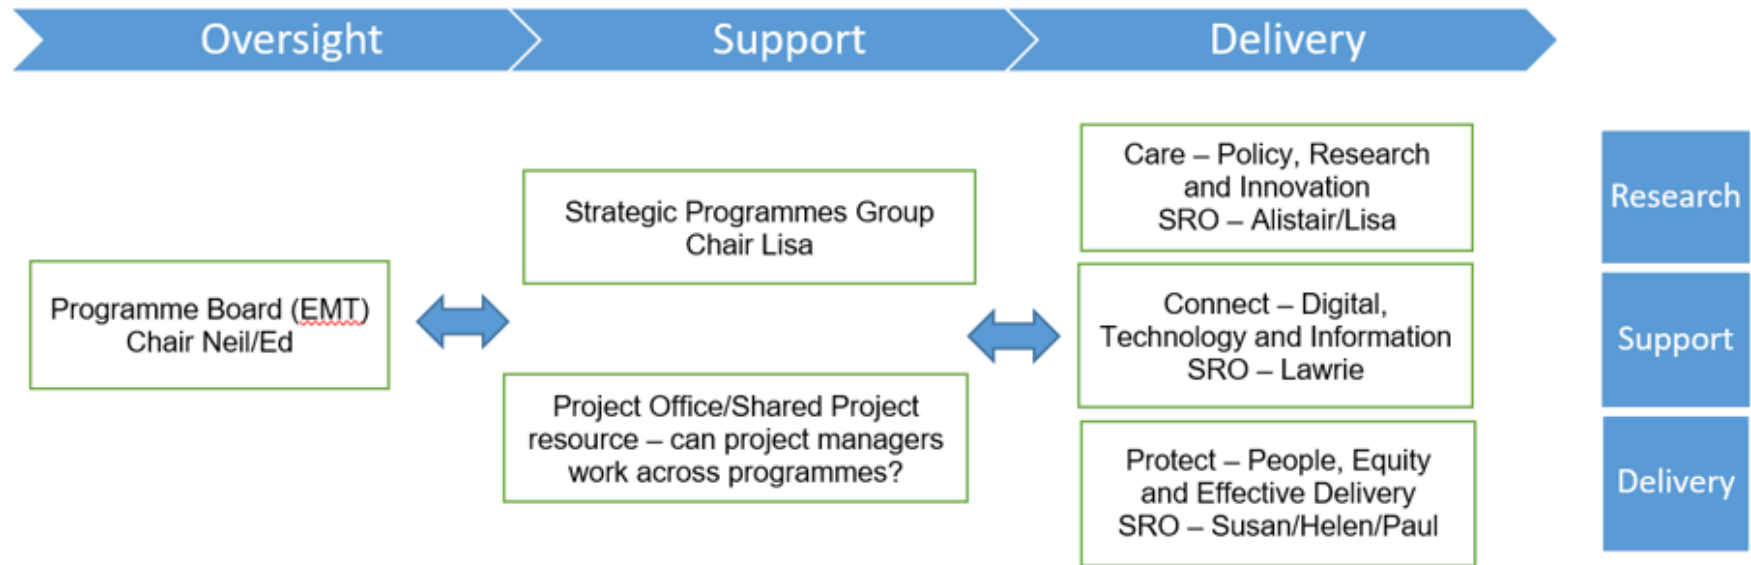 Oversight
Support
Delivery
Programme Board (EMT)
Chair Neil/Ed
Strategic Programmes Group
Chair Lisa
Project Office/Shared Project
resource – can project managers
work across programmes?
Care – Policy, Research
and Innovation
SRO – Alistair/Lisa
Connect – Digital,
Technology and Information
SRO – Lawrie
Protect – People, Equity
and Effective Delivery
SRO – Susan/Helen/Paul
Research
Support
Delivery